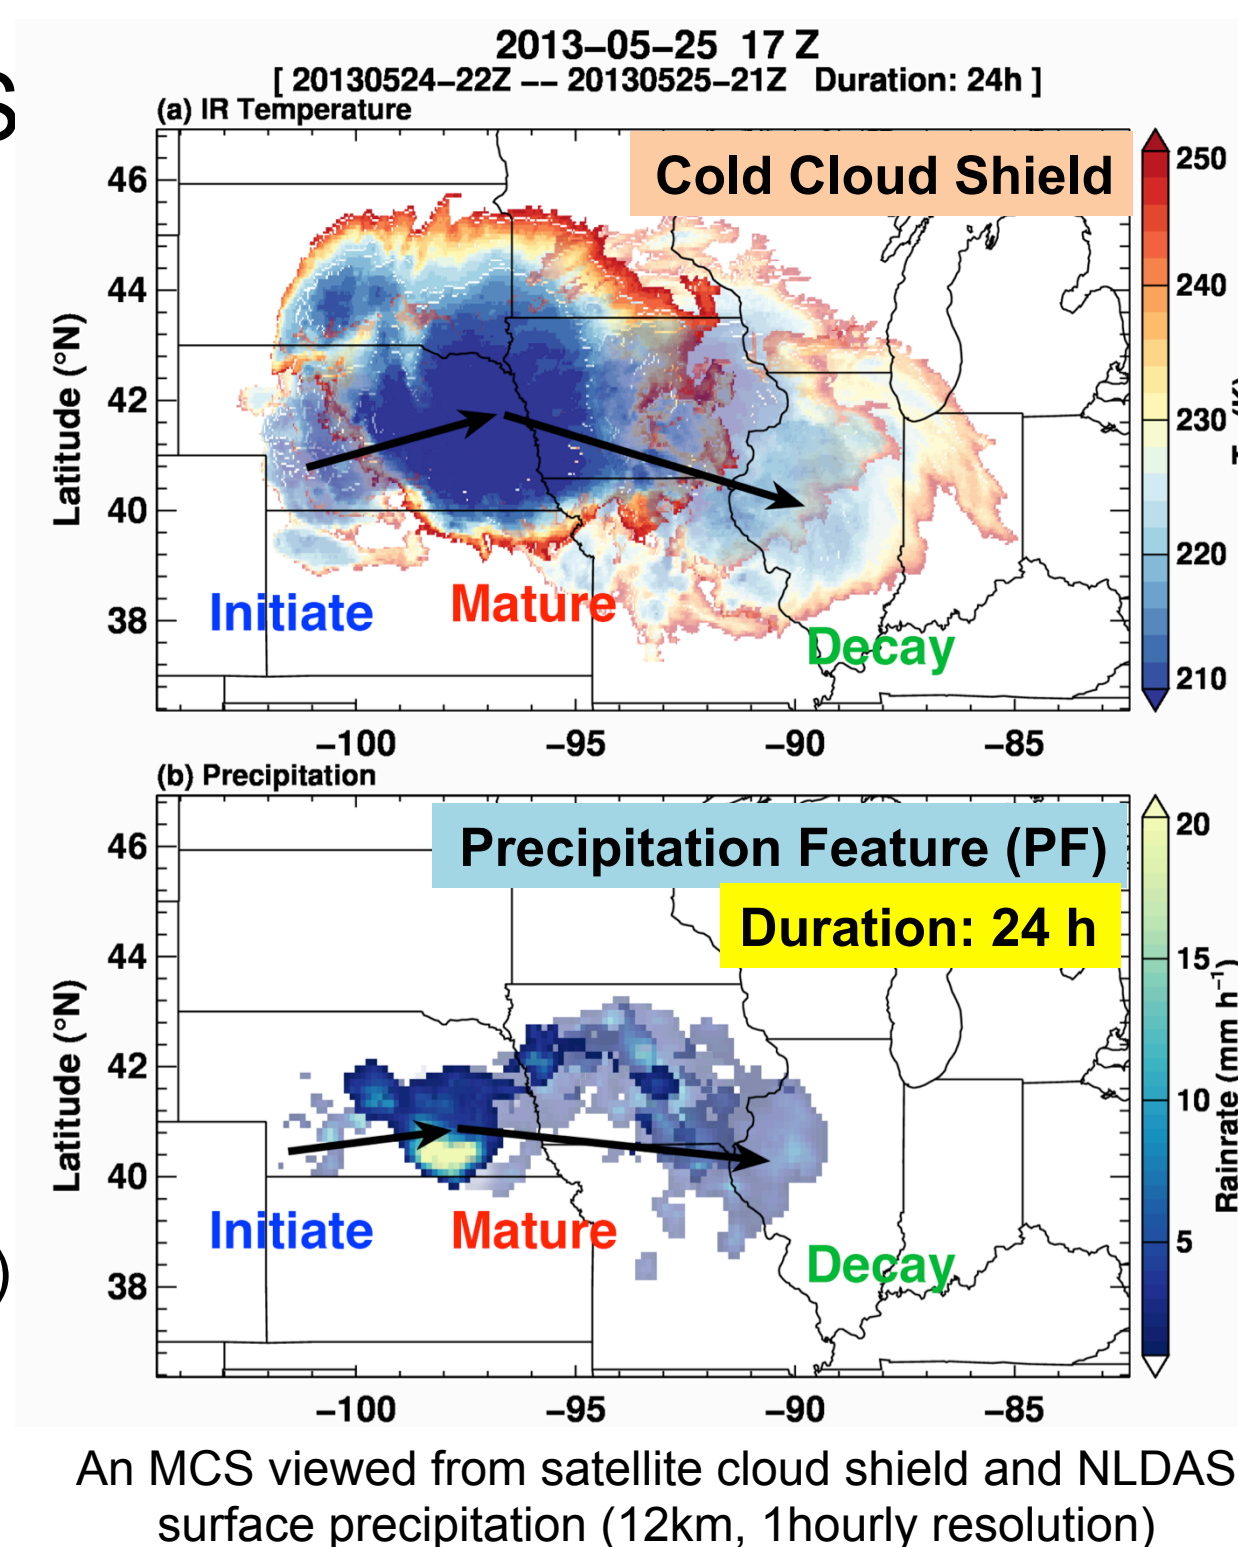 S
2013−05−25 17 Z
[ 20130524−22Z −− 20130525−21Z Duration: 24h ]
(a) IR Temperature
Cold Cloud Shield
Latitude (°N)
46
44
42
40
38
250
240
230
220
210
Initiate
Mature
Decay
−100
−95
−90
−85
(b) Precipitation
Precipitation Feature (PF)
Duration: 24 h
Latitude (°N)
46
44
42
40
38
20
15
10
5
Rainrate (mm h⁻¹)
Initiate
Mature
Decay
)
−100
−95
−90
−85
An MCS viewed from satellite cloud shield and NLDAS
surface precipitation (12km, 1hourly resolution)